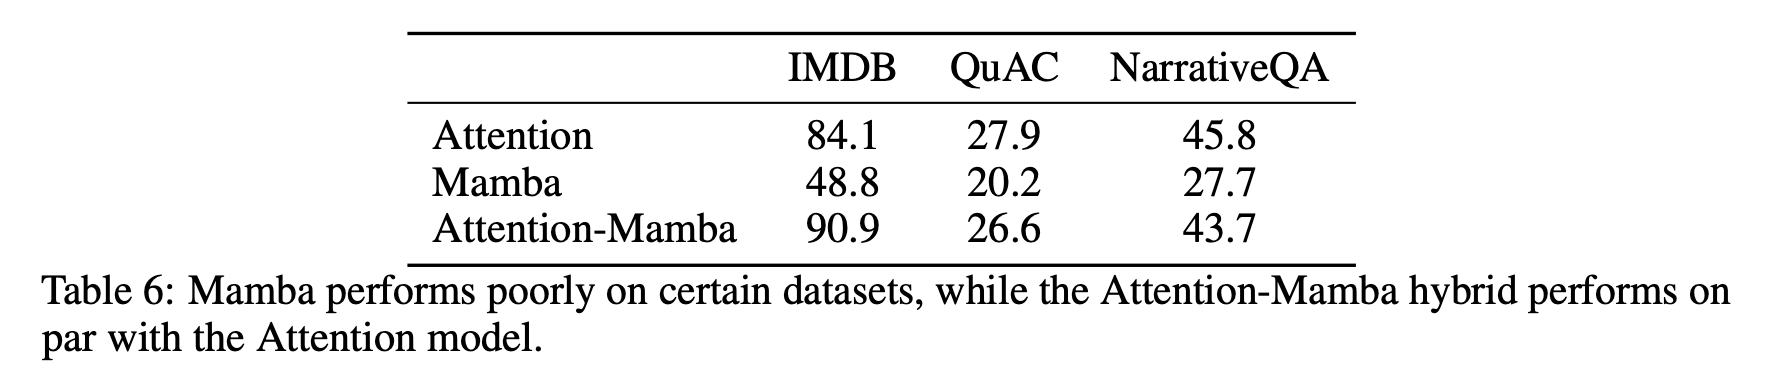 IMDB QuAC NarrativeQA
Attention 84.1 27.9 45.8
Mamba 48.8 20.2 27.7
Attention-Mamba 90.9 26.6 43.7
Table 6: Mamba performs poorly on certain datasets, while the Attention-Mamba hybrid performs on
par with the Attention model.